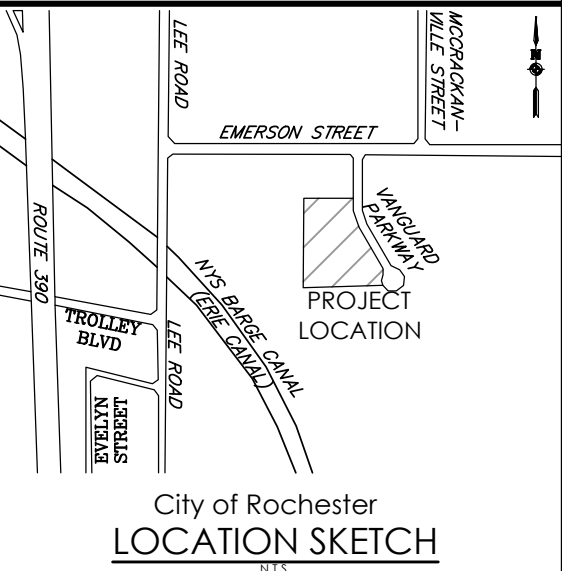 LEE ROAD
MCCRACKAN-
VILLE STREET
N
EMERSON STREET
VANGUARD
PARKWAY
ROUTE 390
NYS BARGE CANAL
(ERIE CANAL)
PROJECT
LOCATION
TROLLEY
BLVD
LEE ROAD
EVELYN
STREET
City of Rochester
LOCATION SKETCH
NTS